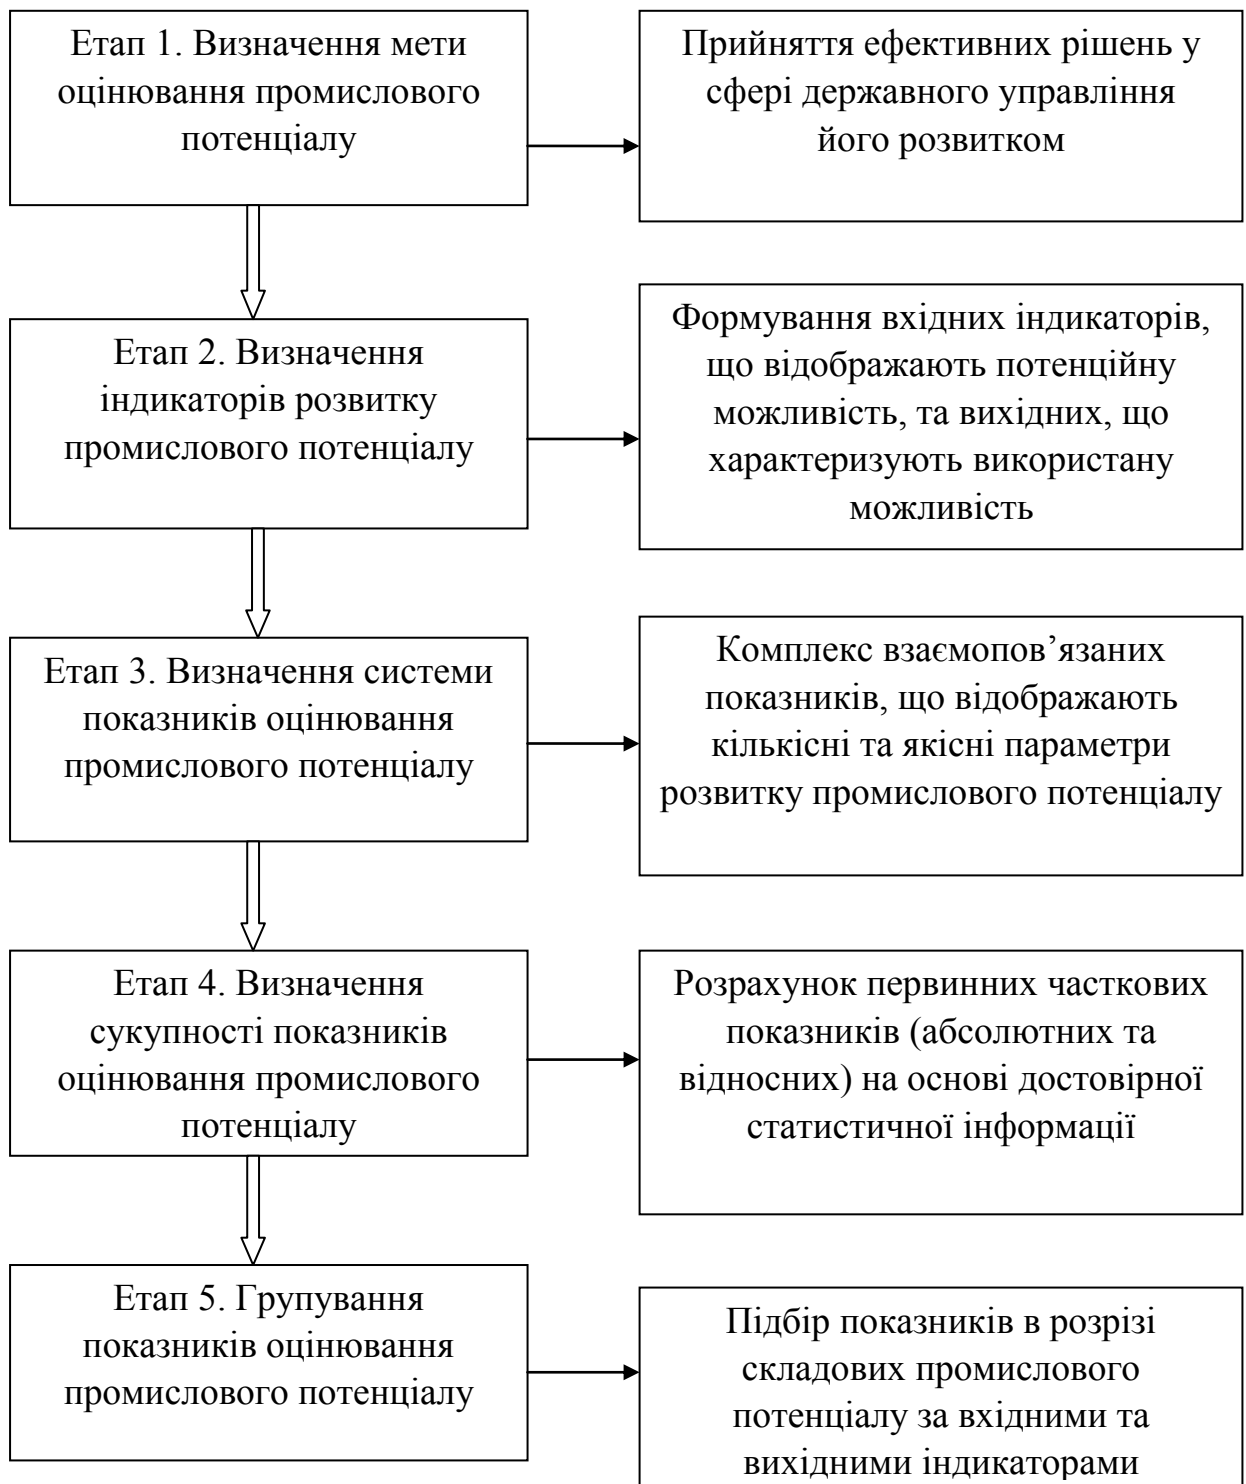 Етап 1. Визначення мети
оцінювання промислового
потенціалу
Прийняття ефективних рішень у
сфері державного управління
його розвитком
Етап 2. Визначення
індикаторів розвитку
промислового потенціалу
Формування вхідних індикаторів,
що відображають потенційну
можливість, та вихідних, що
характеризують використану
можливість
Етап 3. Визначення системи
показників оцінювання
промислового потенціалу
Комплекс взаємопов’язаних
показників, що відображають
кількісні та якісні параметри
розвитку промислового потенціалу
Етап 4. Визначення
сукупності показників
оцінювання промислового
потенціалу
Розрахунок первинних часткових
показників (абсолютних та
відносних) на основі достовірної
статистичної інформації
Етап 5. Групування
показників оцінювання
промислового потенціалу
Підбір показників в розрізі
складових промислового
потенціалу за вхідними та
вихідними індикаторами